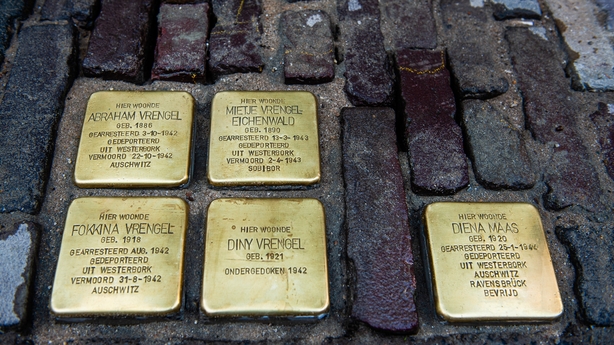 HIER WOONDE
ABRAHAM VRENGEL
GEB. 1886
GEARRESTEERD 3-10-1942
GEDEPORTEERD
UIT WESTERBORK
VERMOORD 22-10-1942
AUSCHWITZ
HIER WOONDE
MIETJE VRENGEL
EICHENWALD
GEB. 1890
GEARRESTEERD 13-3-1943
GEDEPORTEERD
UIT WESTERBORK
VERMOORD 2-4-1943
SOBIBOR
HIER WOONDE
FOKKINA VRENGEL
GEB. 1918
GEARRESTEERD AUG. 1942
GEDEPORTEERD
UIT WESTERBORK
VERMOORD 31-8-1942
AUSCHWITZ
HIER WOONDE
DINY VRENGEL
GEB. 1921
ONDERGEDOKEN 1942
HIER WOONDE
DIENA MAAS
GEB. 1920
GEARRESTEERD 25-1-1944
GEDEPORTEERD
UIT WESTERBORK
AUSCHWITZ
RAVENSBRÜCK
BEVRIJD